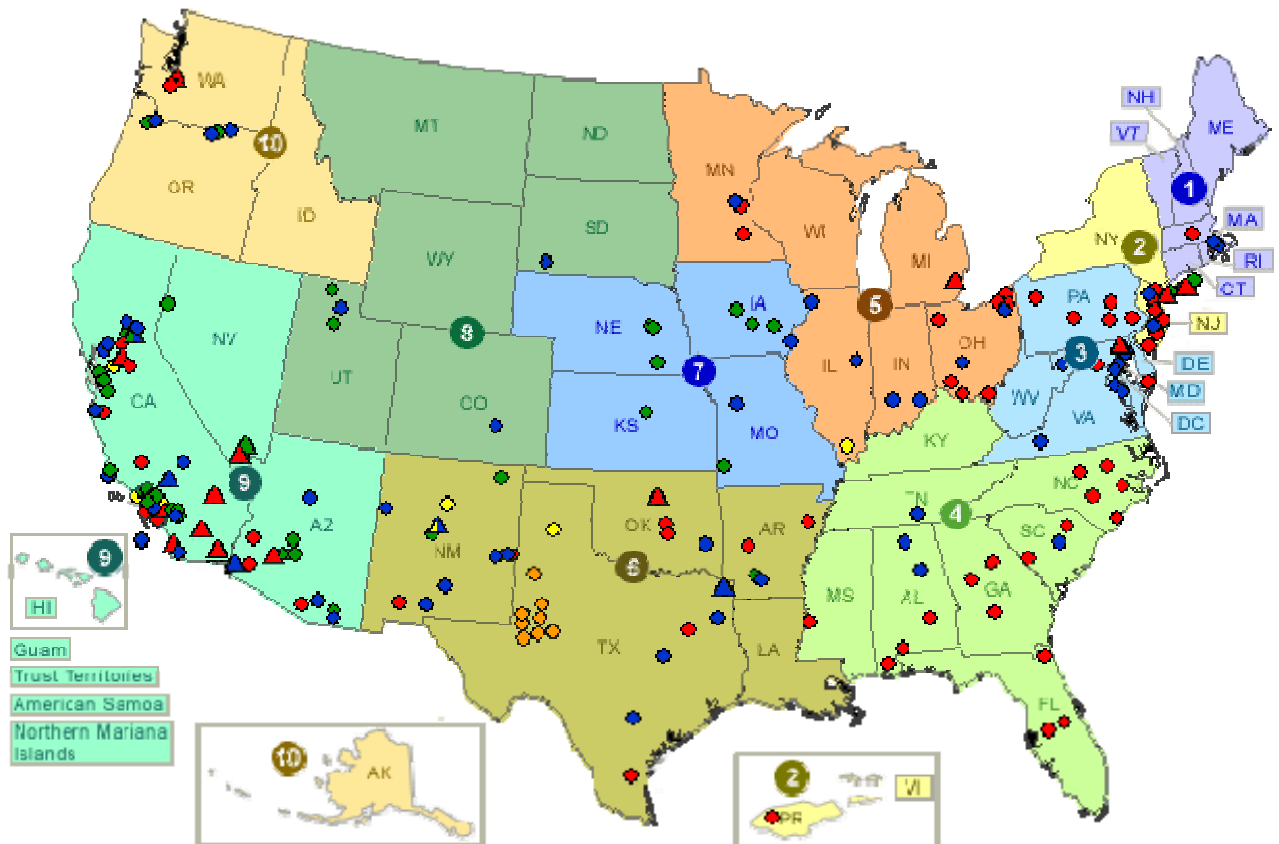 WA
10
MT
ND
MN
NH
VT
ME
OR
ID
SD
WI
MI
NY
1
2
MA
RI
CT
WY
8
NE
IA
5
PA
NJ
NV
UT
CO
7
IL
IN
OH
3
DE
MD
DC
CA
KS
MO
WV
VA
KY
9
AZ
NM
OK
AR
TN
4
NC
SC
6
TX
LA
MS
AL
GA
FL
9
HI
Guam
Trust Territories
American Samoa
Northern Mariana
Islands
10
AK
2
VI
PR